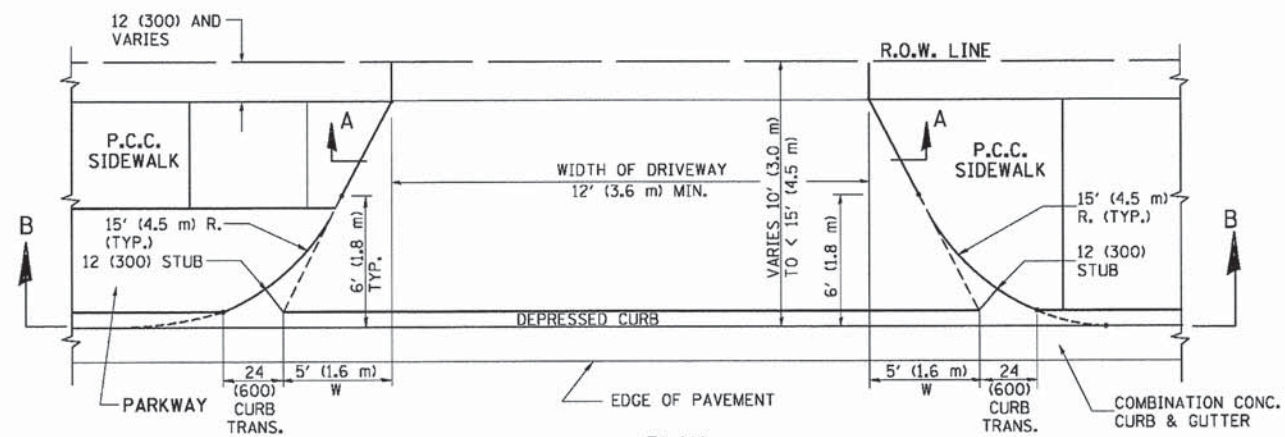 12 (300) AND
VARIES
R.O.W. LINE
A
A
P.C.C.
SIDEWALK
P.C.C.
SIDEWALK
WIDTH OF DRIVEWAY
12' (3.6 m) MIN.
VARIES 10' (3.0 m)
TO < 15' (4.5 m)
15' (4.5 m) R.
(TYP.)
15' (4.5 m)
R. (TYP.)
B
B
12 (300) STUB
12 (300)
STUB
6' (1.8 m)
TYP.
6' (1.8 m)
DEPRESSED CURB
24
(600)
CURB
TRANS.
5' (1.6 m)
W
5' (1.6 m)
W
24
(600)
CURB
TRANS.
PARKWAY
EDGE OF PAVEMENT
COMBINATION CONC.
CURB & GUTTER